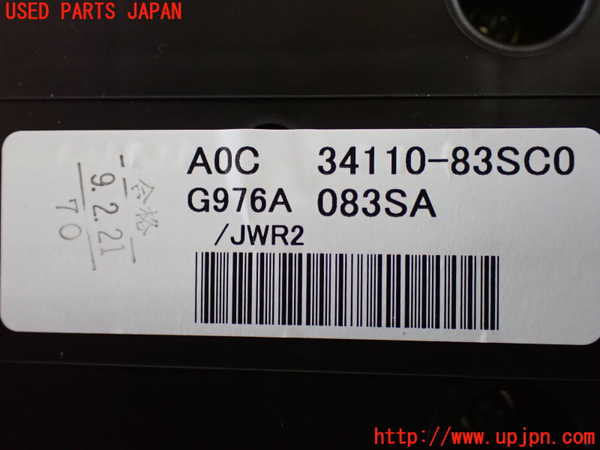 USED PARTS JAPAN
A0C 34110-83SC0
G976A 083SA
/JWR2
合格
9.2.21
70
http://www.upjpn.com/